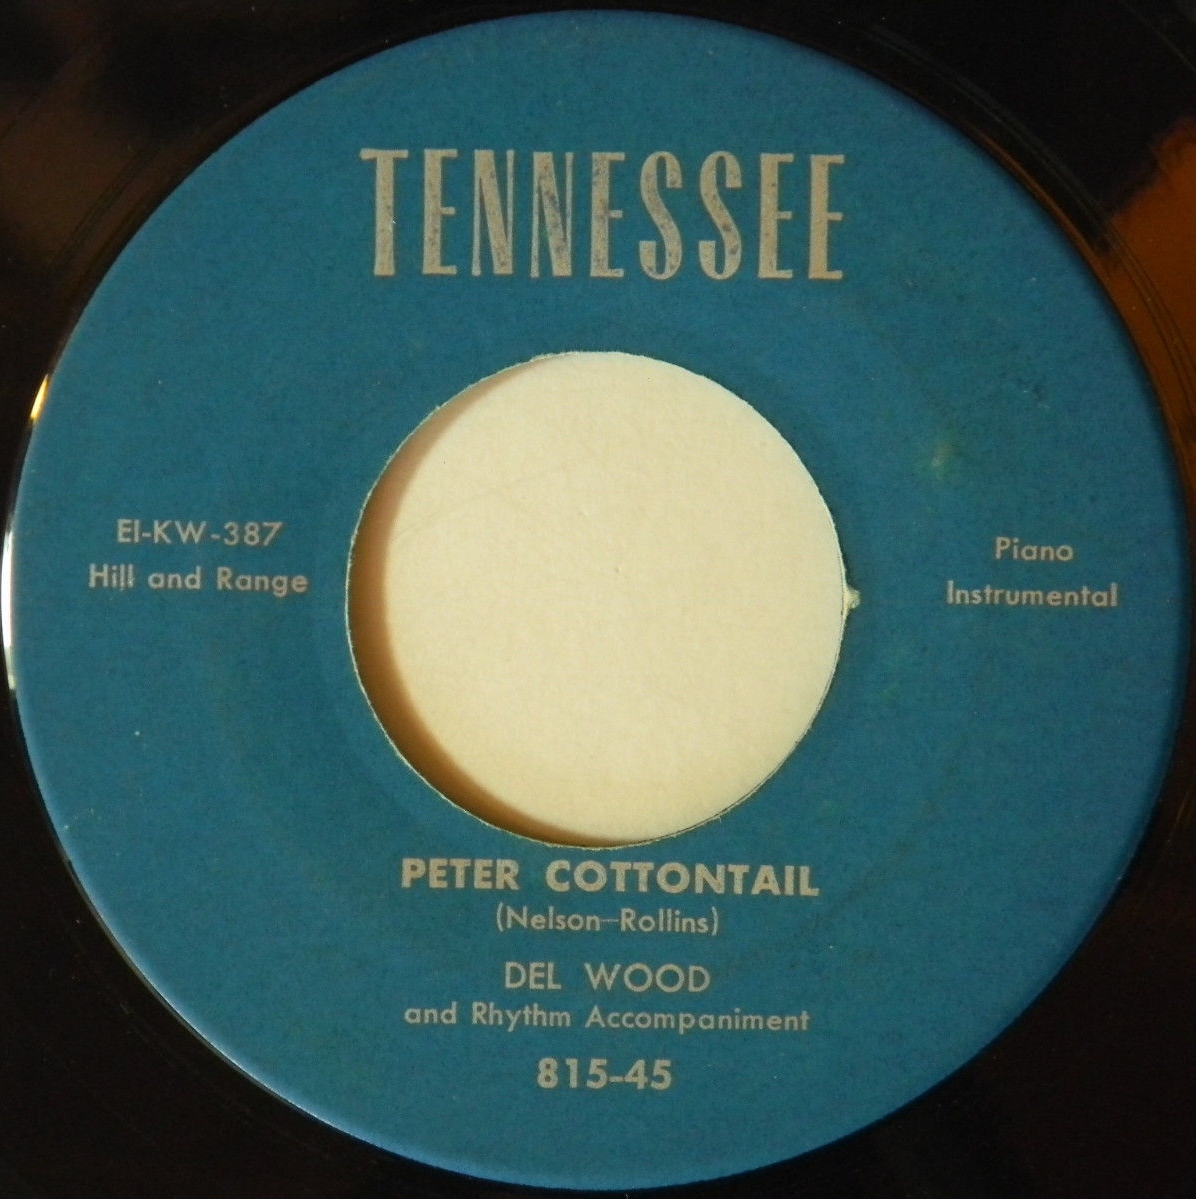 TENNESSEE
EI-KW-387
Hill and Range
Piano
Instrumental
PETER COTTONTAIL
(Nelson-Rollins)
DEL WOOD
and Rhythm Accompaniment
815-45